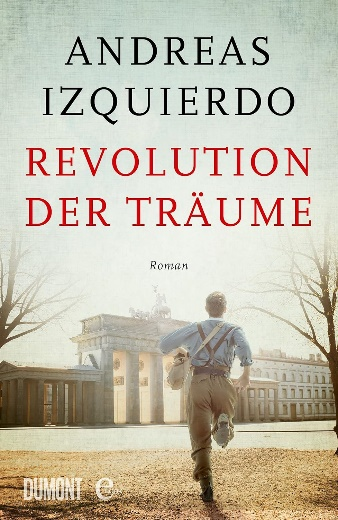 ANDREAS
IZQUIERDO
REVOLUTION
DER TRÄUME
Roman
DUMONT e